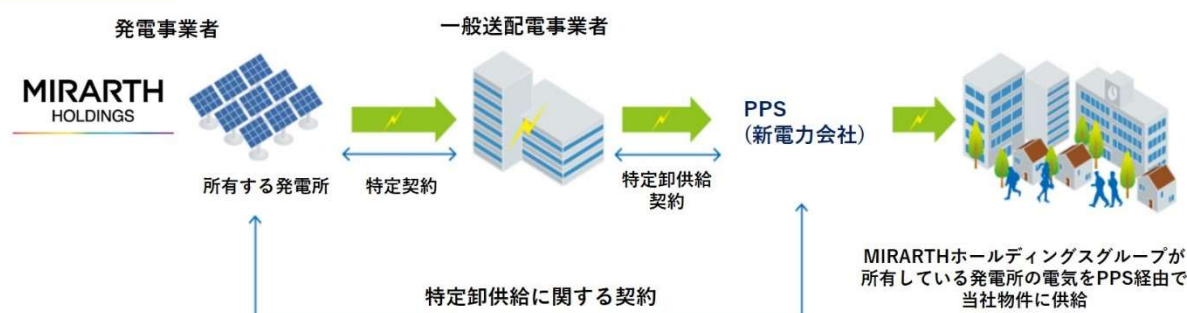 発電事業者
一般送配電事業者
MIRARTH
HOLDINGS
PPS
(新電力会社)
所有する発電所
特定契約
特定卸供給
契約
MIRARTHホールディングスグループが
所有している発電所の電気をPPS経由で
当社物件に供給
特定卸供給に関する契約